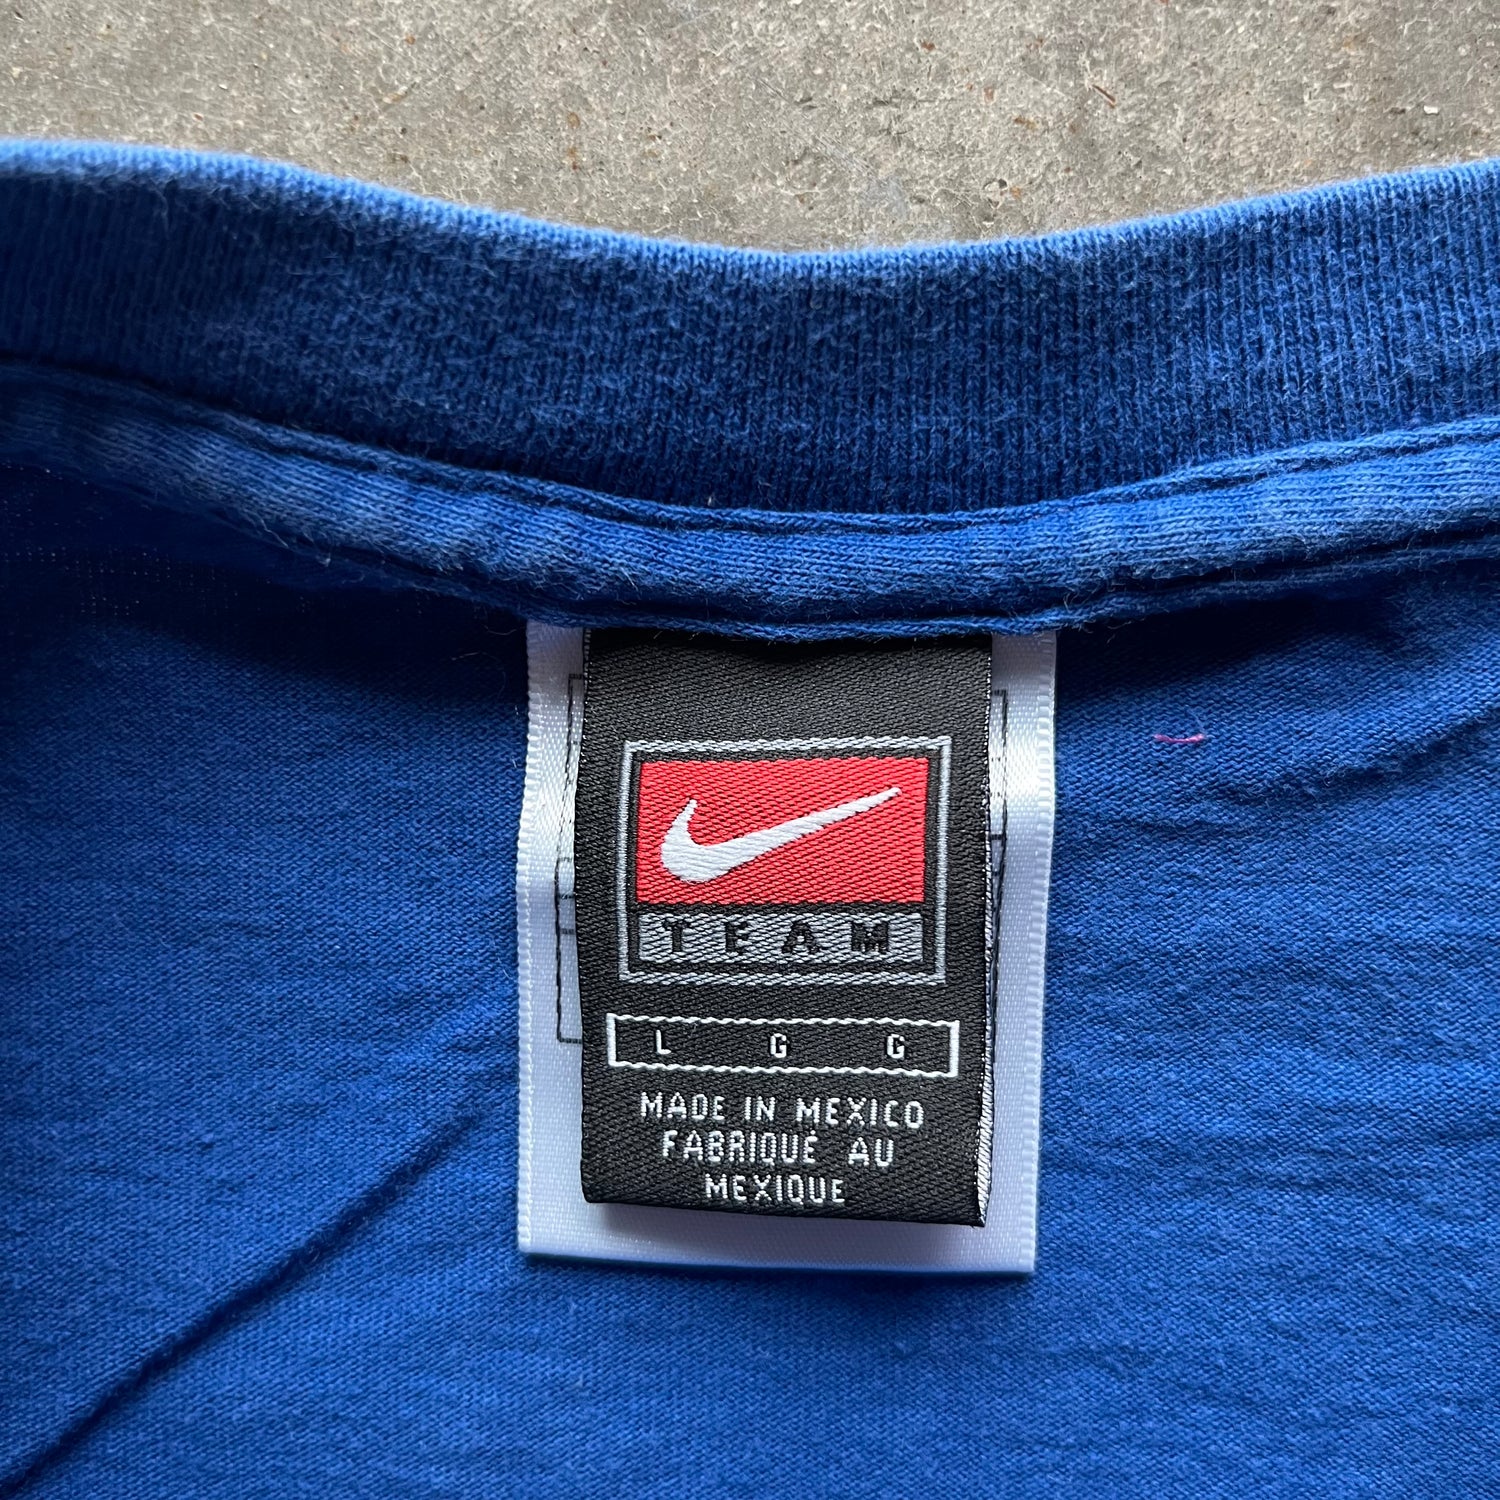 TEAM
L G G
MADE IN MEXICO
FABRIQUÉ AU
MEXIQUE